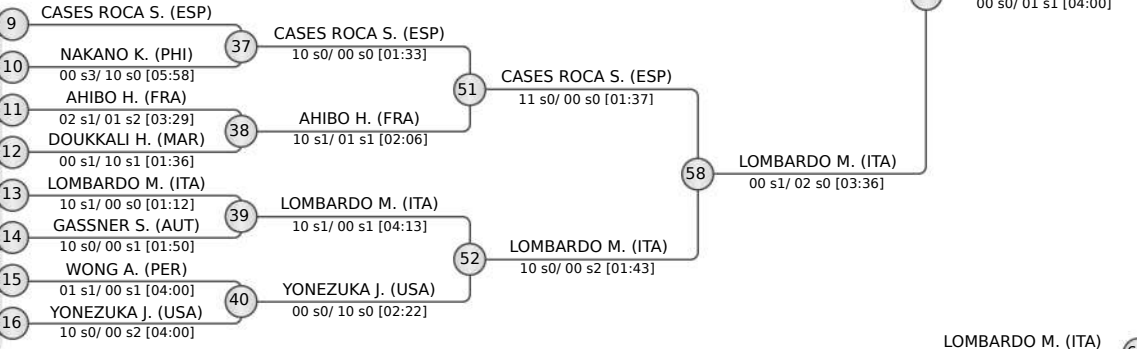 00 s0/ 01 s1 [04:00]
9
CASES ROCA S. (ESP)
37
CASES ROCA S. (ESP)
10 s0/ 00 s0 [01:33]
10
NAKANO K. (PHI)
00 s3/ 10 s0 [05:58]
51
CASES ROCA S. (ESP)
11 s0/ 00 s0 [01:37]
11
AHIBO H. (FRA)
02 s1/ 01 s2 [03:29]
38
AHIBO H. (FRA)
10 s1/ 01 s1 [02:06]
12
DOUKKALI H. (MAR)
00 s1/ 10 s1 [01:36]
58
LOMBARDO M. (ITA)
00 s1/ 02 s0 [03:36]
13
LOMBARDO M. (ITA)
10 s1/ 00 s0 [01:12]
39
LOMBARDO M. (ITA)
10 s1/ 00 s1 [04:13]
14
GASSNER S. (AUT)
10 s0/ 00 s1 [01:50]
52
LOMBARDO M. (ITA)
10 s0/ 00 s2 [01:43]
15
WONG A. (PER)
01 s1/ 00 s1 [04:00]
40
YONEZUKA J. (USA)
00 s0/ 10 s0 [02:22]
16
YONEZUKA J. (USA)
10 s0/ 00 s2 [04:00]
LOMBARDO M. (ITA)